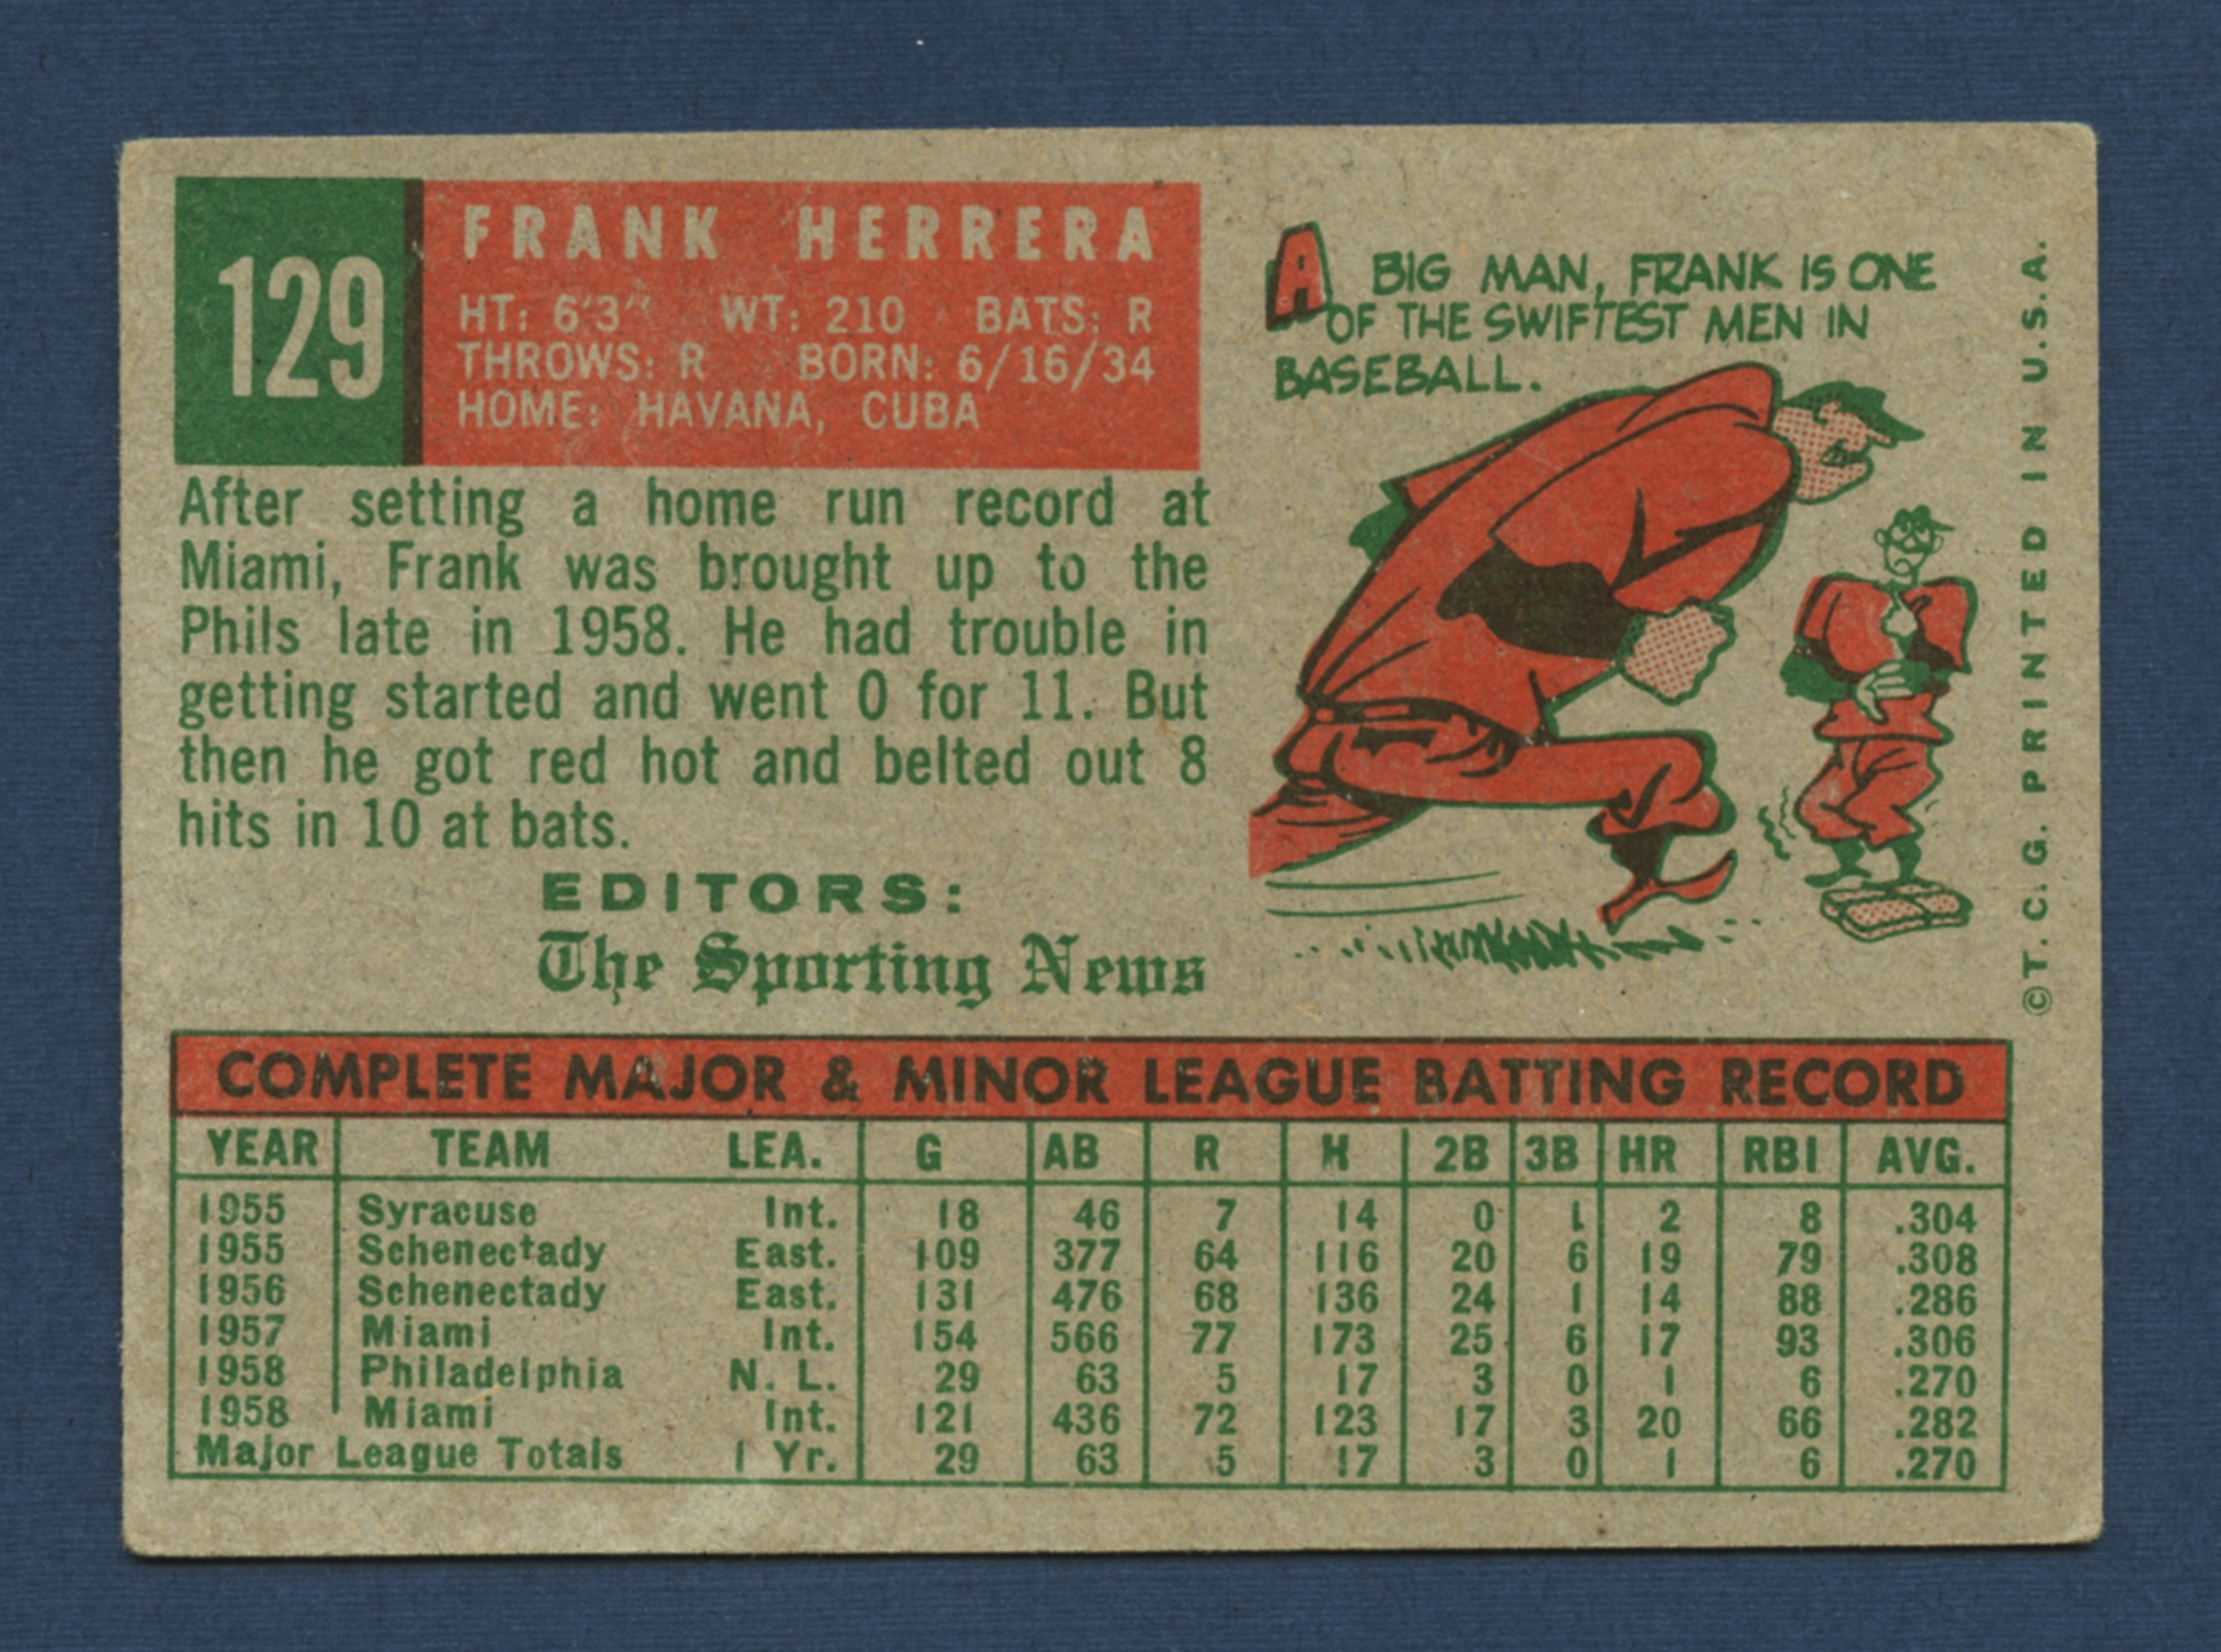 129
FRANK HERRERA
HT: 6'3" WT: 210 BATS: R
THROWS: R BORN: 6/16/34
HOME: HAVANA, CUBA
After setting a home run record at
Miami, Frank was brought up to the
Phils late in 1958. He had trouble in
getting started and went 0 for 11. But
then he got red hot and belted out 8
hits in 10 at bats.
EDITORS:
The Sporting News
A BIG MAN, FRANK IS ONE
OF THE SWIFTEST MEN IN
BASEBALL.
©T. C. G. PRINTED IN U.S.A.
COMPLETE MAJOR & MINOR LEAGUE BATTING RECORD
YEAR TEAM LEA. G AB R H 2B 3B HR RBI AVG.
1955 Syracuse Int. 18 46 7 14 0 1 2 8 .304
1955 Schenectady East. 109 377 64 116 20 6 19 79 .308
1956 Schenectady East. 131 476 68 136 24 1 14 88 .286
1957 Miami Int. 154 566 77 173 25 6 17 93 .306
1958 Philadelphia N. L. 29 63 5 17 3 0 1 6 .270
1958 Miami Int. 121 436 72 123 17 3 20 66 .282
Major League Totals 1 Yr. 29 63 5 17 3 0 1 6 .270